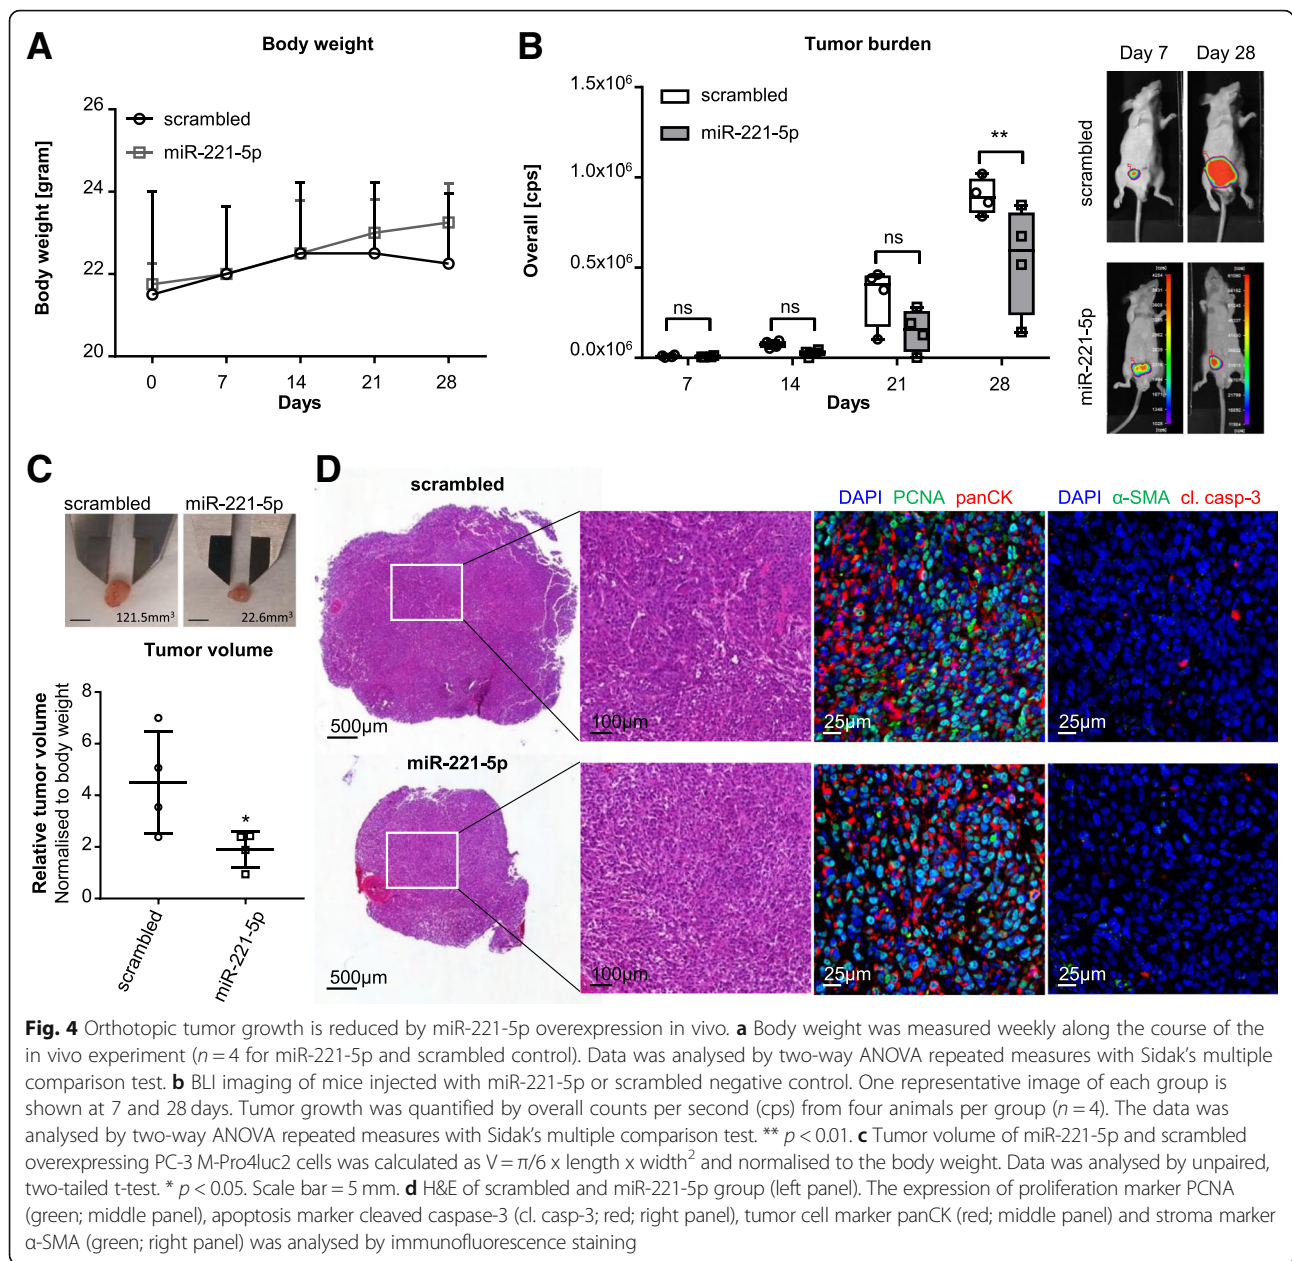 A
Body weight
26
24
22
20
Body weight [gram]
scrambled
miR-221-5p
0 7 14 21 28
Days
B
Tumor burden
1.5x10⁶
1.0x10⁶
0.5x10⁶
0.0x10⁶
Overall [cps]
scrambled
miR-221-5p
ns
ns
ns
**
7 14 21 28
Days
Day 7 Day 28
scrambled
miR-221-5p
C
scrambled miR-221-5p
121.5mm³ 22.6mm³
Tumor volume
8
6
4
2
0
Relative tumor volume
Normalised to body weight
*
scrambled
miR-221-5p
D
scrambled
DAPI PCNA panCK
DAPI α-SMA cl. casp-3
500µm
100µm
25µm
25µm
miR-221-5p
500µm
100µm
25µm
25µm
Fig. 4 Orthotopic tumor growth is reduced by miR-221-5p overexpression in vivo. a Body weight was measured weekly along the course of the
in vivo experiment (n = 4 for miR-221-5p and scrambled control). Data was analysed by two-way ANOVA repeated measures with Sidak's multiple
comparison test. b BLI imaging of mice injected with miR-221-5p or scrambled negative control. One representative image of each group is
shown at 7 and 28 days. Tumor growth was quantified by overall counts per second (cps) from four animals per group (n = 4). The data was
analysed by two-way ANOVA repeated measures with Sidak's multiple comparison test. ** p < 0.01. c Tumor volume of miR-221-5p and scrambled
overexpressing PC-3 M-Pro4luc2 cells was calculated as V = π/6 x length x width² and normalised to the body weight. Data was analysed by unpaired,
two-tailed t-test. * p < 0.05. Scale bar = 5 mm. d H&E of scrambled and miR-221-5p group (left panel). The expression of proliferation marker PCNA
(green; middle panel), apoptosis marker cleaved caspase-3 (cl. casp-3; red; right panel), tumor cell marker panCK (red; middle panel) and stroma marker
α-SMA (green; right panel) was analysed by immunofluorescence staining